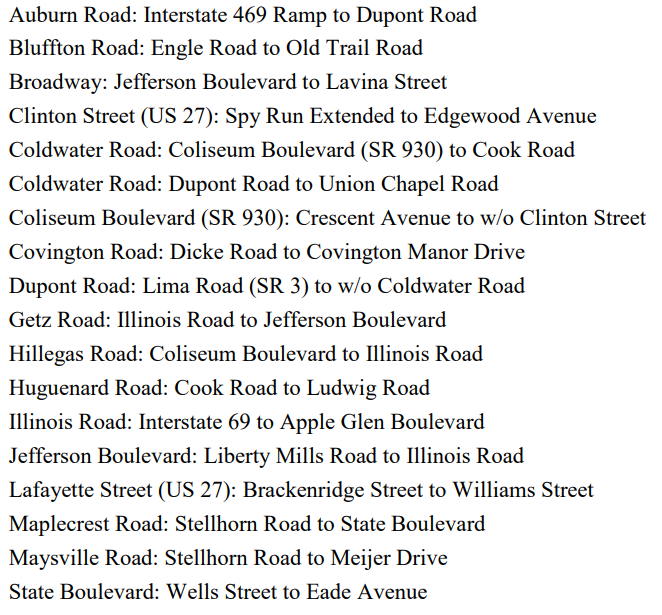 Auburn Road: Interstate 469 Ramp to Dupont Road
Bluffton Road: Engle Road to Old Trail Road
Broadway: Jefferson Boulevard to Lavina Street
Clinton Street (US 27): Spy Run Extended to Edgewood Avenue
Coldwater Road: Coliseum Boulevard (SR 930) to Cook Road
Coldwater Road: Dupont Road to Union Chapel Road
Coliseum Boulevard (SR 930): Crescent Avenue to w/o Clinton Street
Covington Road: Dicke Road to Covington Manor Drive
Dupont Road: Lima Road (SR 3) to w/o Coldwater Road
Getz Road: Illinois Road to Jefferson Boulevard
Hillegas Road: Coliseum Boulevard to Illinois Road
Huguenard Road: Cook Road to Ludwig Road
Illinois Road: Interstate 69 to Apple Glen Boulevard
Jefferson Boulevard: Liberty Mills Road to Illinois Road
Lafayette Street (US 27): Brackenridge Street to Williams Street
Maplecrest Road: Stellhorn Road to State Boulevard
Maysville Road: Stellhorn Road to Meijer Drive
State Boulevard: Wells Street to Eade Avenue